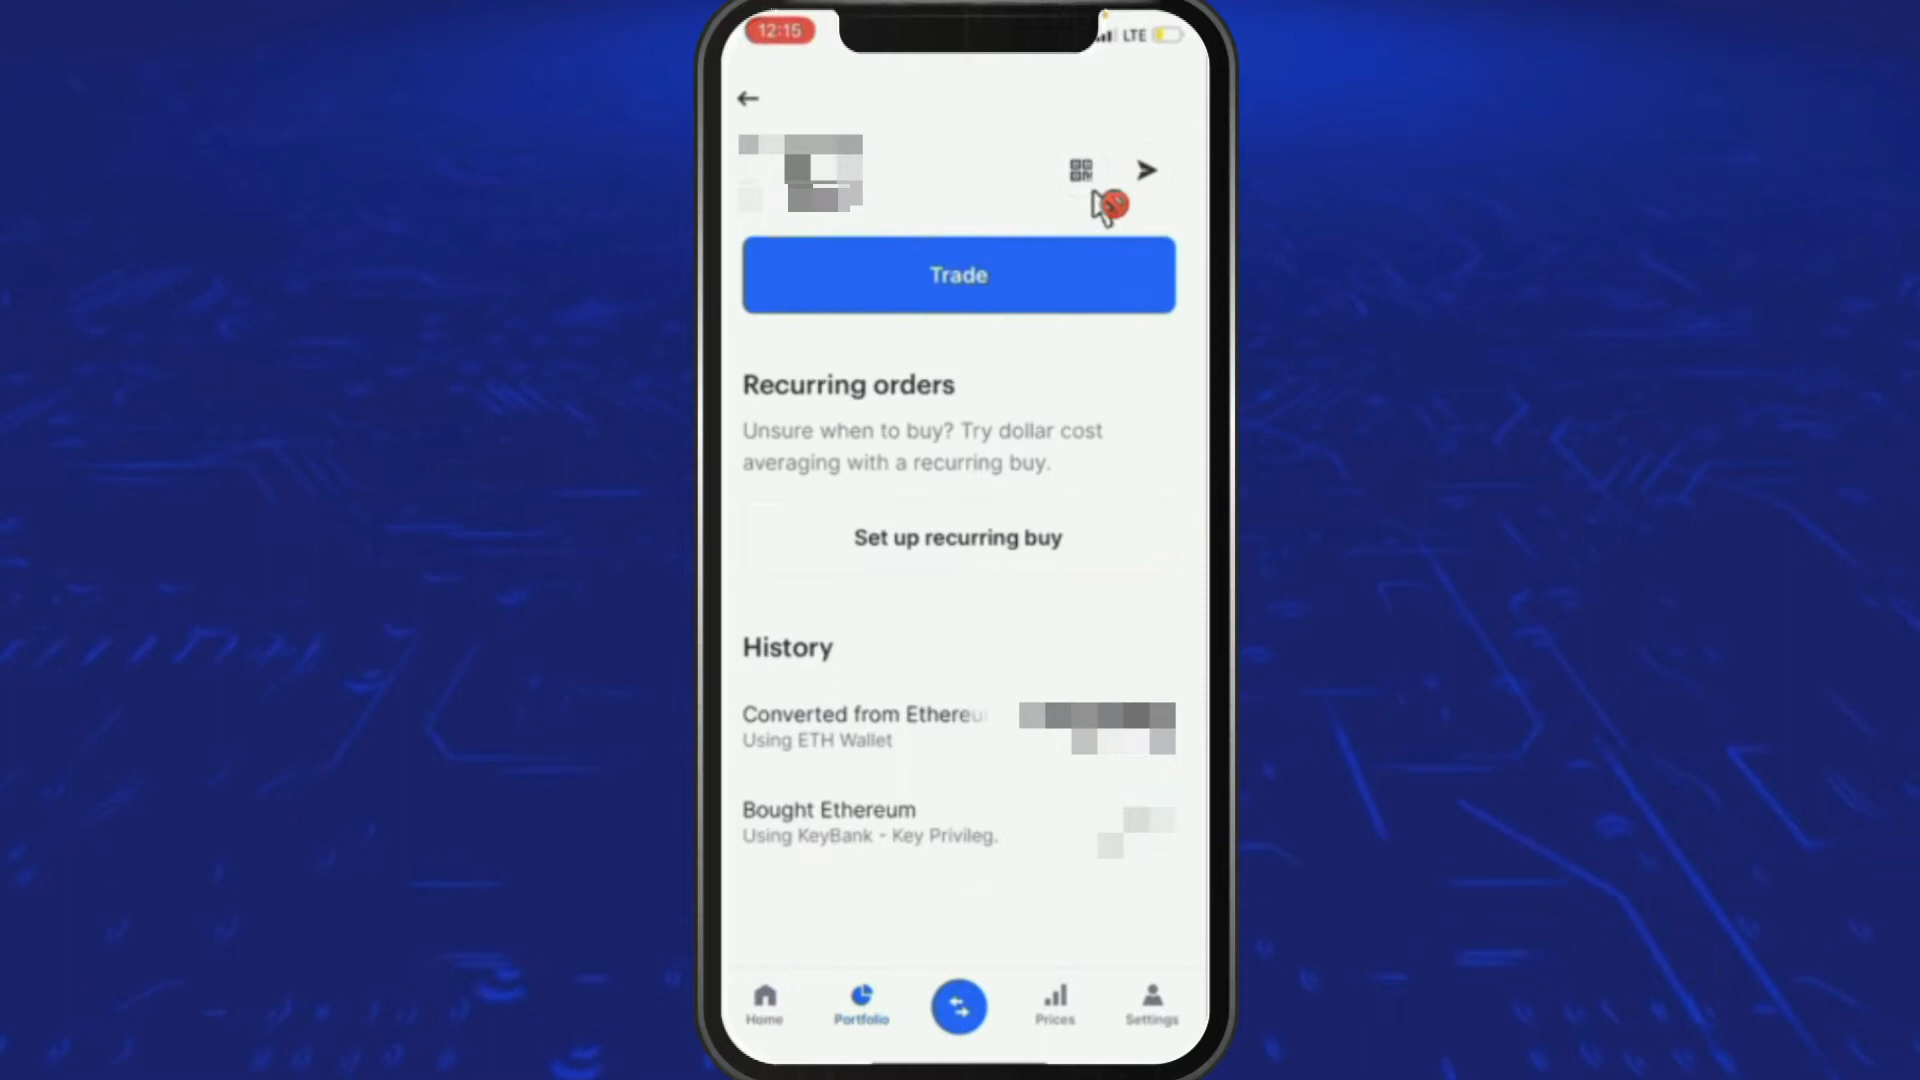 12:15
LTE
Trade
Recurring orders
Unsure when to buy? Try dollar cost
averaging with a recurring buy.
Set up recurring buy
History
Converted from Ethereu
Using ETH Wallet
Bought Ethereum
Using KeyBank - Key Privileg.
Home
Portfolio
Prices
Settings